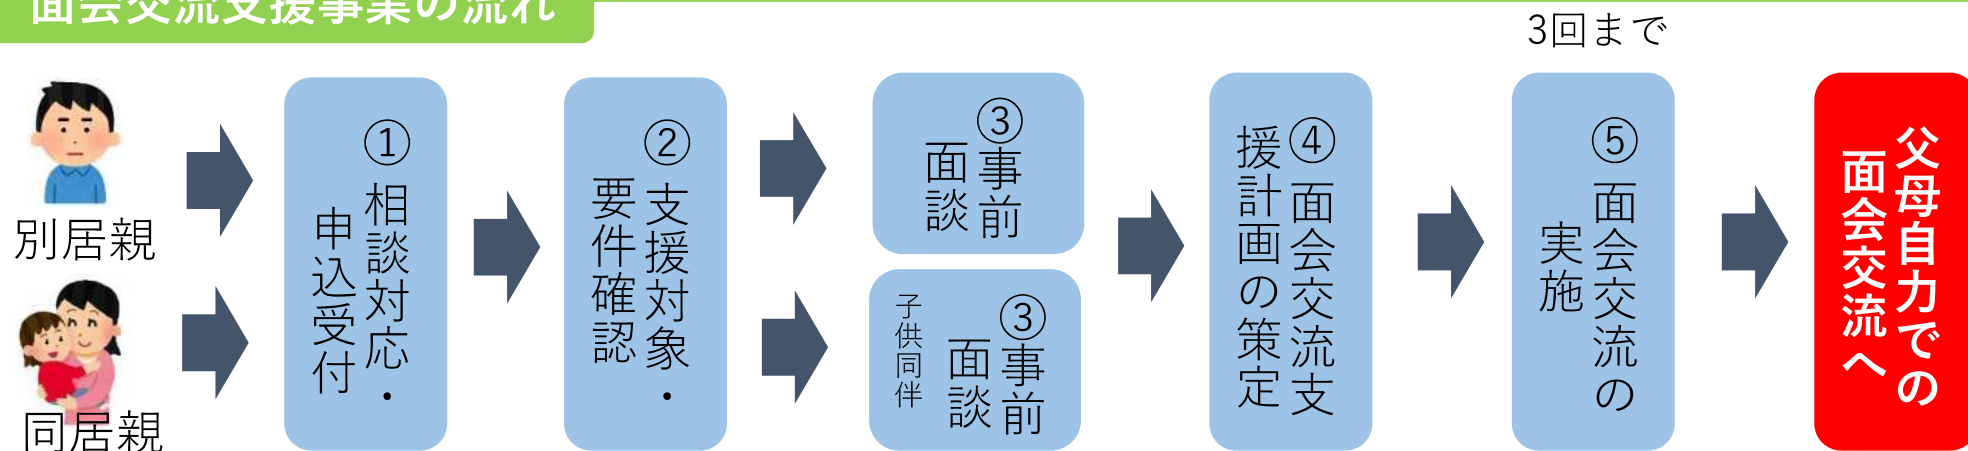 面会交流支援事業の流れ
3回まで
別居親
同居親
①相談対応・
申込受付
②支援対象・
要件確認
③事前
面談
③事前
面談
子供同伴
④面会交流支
援計画の策定
⑤面会交流の
実施
父母自力での
面会交流へ